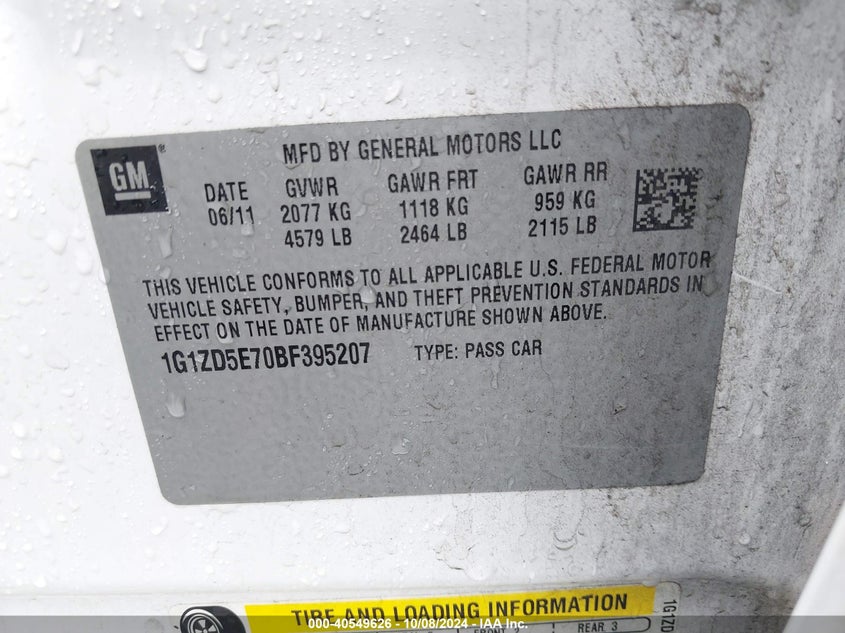 GM
®
MFD BY GENERAL MOTORS LLC
DATE GVWR GAWR FRT GAWR RR
06/11 2077 KG 1118 KG 959 KG
4579 LB 2464 LB 2115 LB
THIS VEHICLE CONFORMS TO ALL APPLICABLE U.S. FEDERAL MOTOR
VEHICLE SAFETY, BUMPER, AND THEFT PREVENTION STANDARDS IN
EFFECT ON THE DATE OF MANUFACTURE SHOWN ABOVE.
1G1ZD5E70BF395207 TYPE: PASS CAR
TIRE AND LOADING INFORMATION
REAR 3
1G1ZD
000-40549626 - 10/08/2024 - IAA Inc.